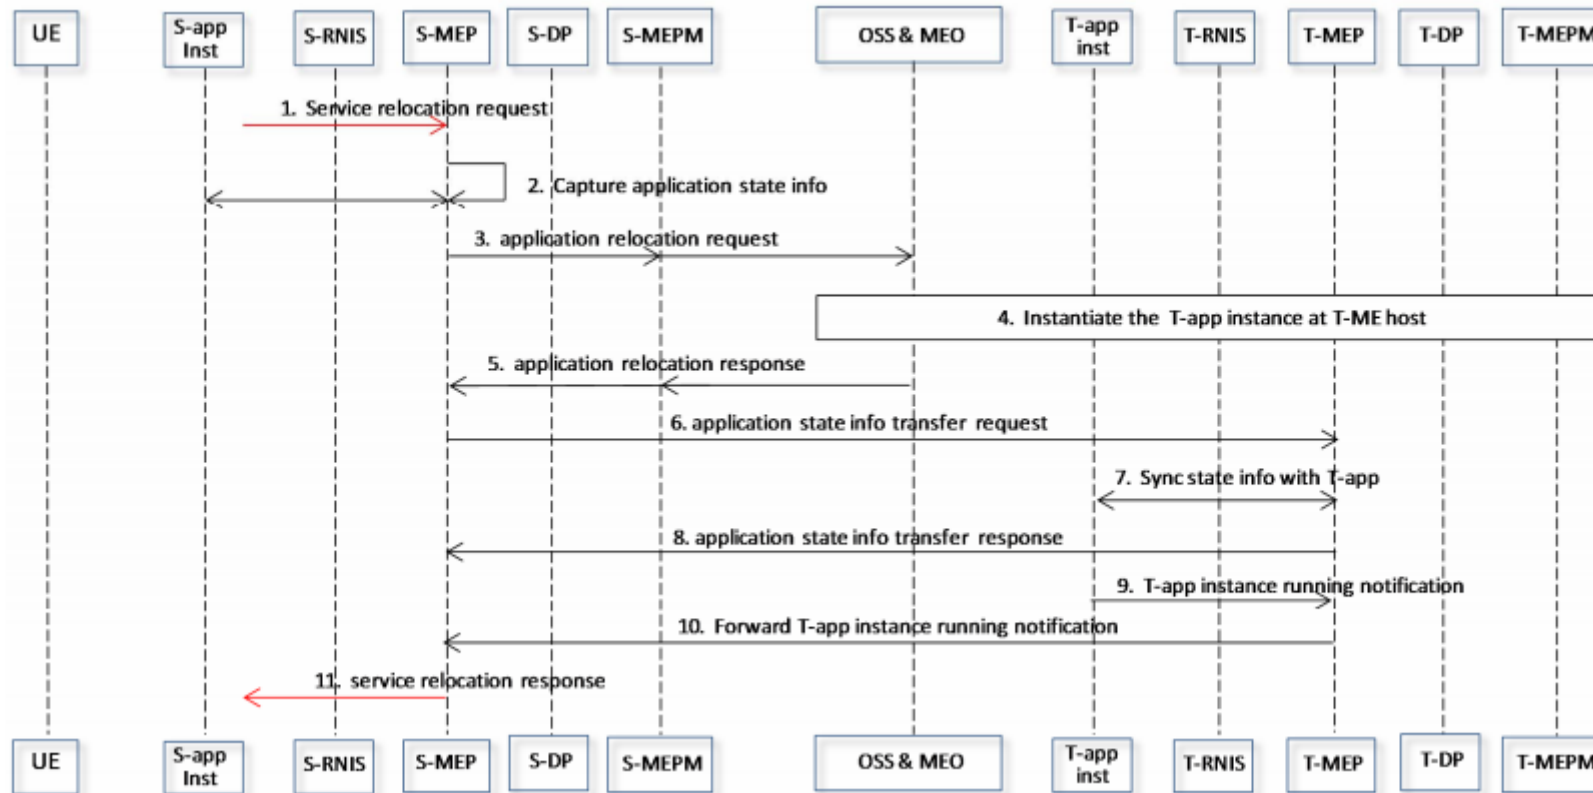 UE
S-app
Inst
S-RNIS
S-MEP
S-DP
S-MEPM
OSS & MEO
T-app
inst
T-RNIS
T-MEP
T-DP
T-MEPM
1. Service relocation request
2. Capture application state info
3. application relocation request
4. Instantiate the T-app instance at T-ME host
5. application relocation response
6. application state info transfer request
7. Sync state info with T-app
8. application state info transfer response
9. T-app instance running notification
10. Forward T-app instance running notification
11. service relocation response
UE
S-app
Inst
S-RNIS
S-MEP
S-DP
S-MEPM
OSS & MEO
T-app
inst
T-RNIS
T-MEP
T-DP
T-MEPM